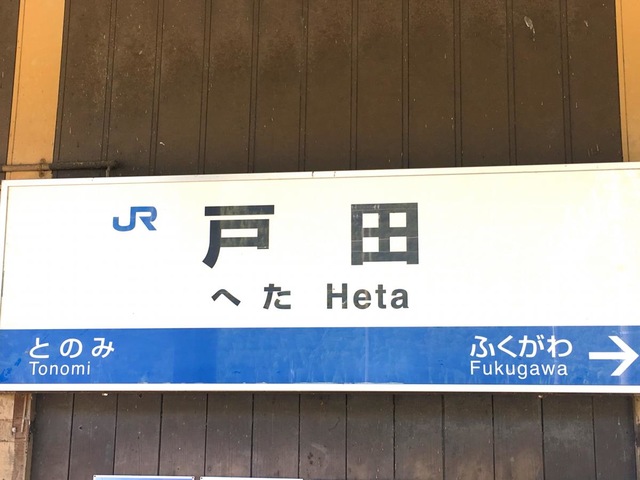 JR 戸田
へた Heta
とのみ ふくがわ →
Tonomi Fukugawa